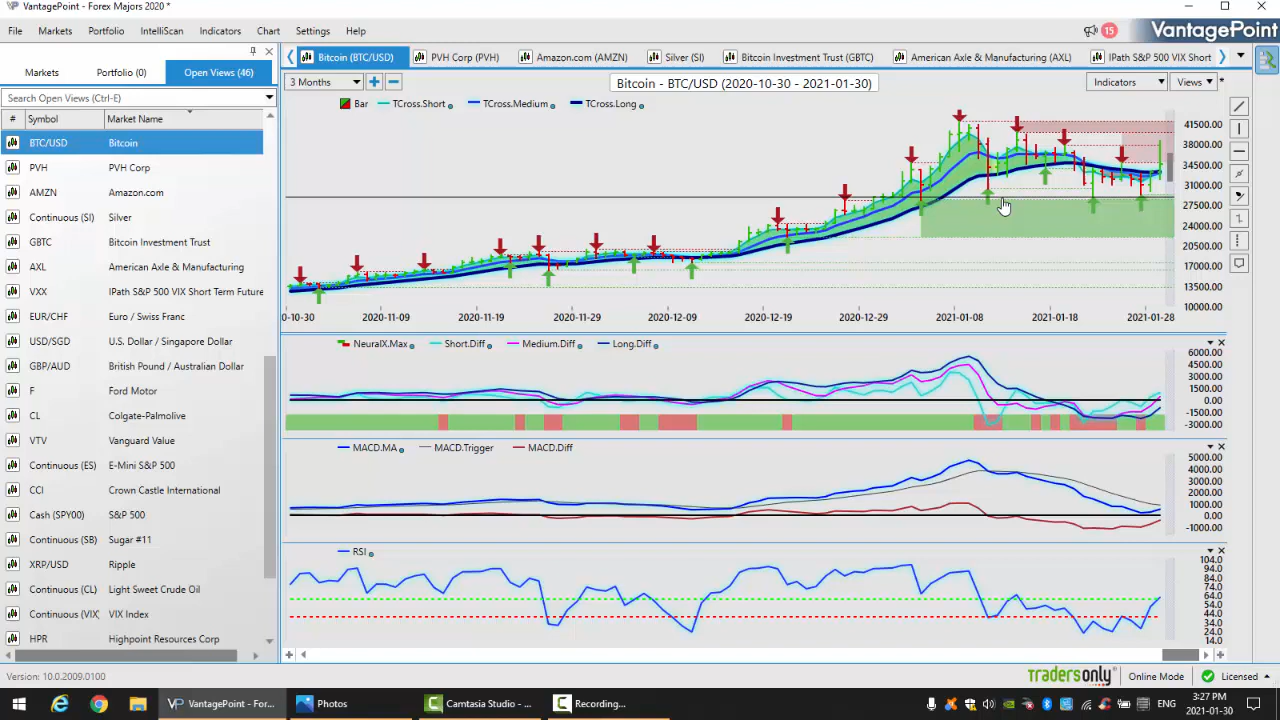 VantagePoint - Forex Majors 2020 *
File Markets Portfolio IntelliScan Indicators Chart Settings Help
15
VantagePoint
Markets Portfolio (0) Open Views (46)
Bitcoin (BTC/USD) PVH Corp (PVH) Amazon.com (AMZN) Silver (SI) Bitcoin Investment Trust (GBTC) American Axle & Manufacturing (AXL) IPath S&P 500 VIX Short
Search Open Views (Ctrl-E)
3 Months
Bitcoin - BTC/USD (2020-10-30 - 2021-01-30)
Indicators Views *
Bar TCross.Short TCross.Medium TCross.Long
# Symbol Market Name
BTC/USD Bitcoin
PVH PVH Corp
AMZN Amazon.com
Continuous (SI) Silver
GBTC Bitcoin Investment Trust
AXL American Axle & Manufacturing
VXX IPath S&P 500 VIX Short Term Future
EUR/CHF Euro / Swiss Franc
USD/SGD U.S. Dollar / Singapore Dollar
GBP/AUD British Pound / Australian Dollar
F Ford Motor
CL Colgate-Palmolive
VTV Vanguard Value
Continuous (ES) E-Mini S&P 500
CCI Crown Castle International
Cash (SPY00) S&P 500
Continuous (SB) Sugar #11
XRP/USD Ripple
Continuous (CL) Light Sweet Crude Oil
Continuous (VIX) VIX Index
HPR Highpoint Resources Corp
41500.00
38000.00
34500.00
31000.00
27500.00
24000.00
20500.00
17000.00
13500.00
10000.00
-10-30 2020-11-09 2020-11-19 2020-11-29 2020-12-09 2020-12-19 2020-12-29 2021-01-08 2021-01-18 2021-01-28
NeuralX.Max Short.Diff Medium.Diff Long.Diff
6000.00
4500.00
3000.00
1500.00
0.00
-1500.00
-3000.00
MACD.MA MACD.Trigger MACD.Diff
5000.00
4000.00
3000.00
2000.00
1000.00
0.00
-1000.00
RSI
104.0
94.0
84.0
74.0
64.0
54.0
44.0
34.0
24.0
14.0
Version: 10.0.2009.0100
tradersonly Online Mode Licensed
VantagePoint - For... Photos Camtasia Studio - ... Recording...
ENG
3:27 PM
2021-01-30